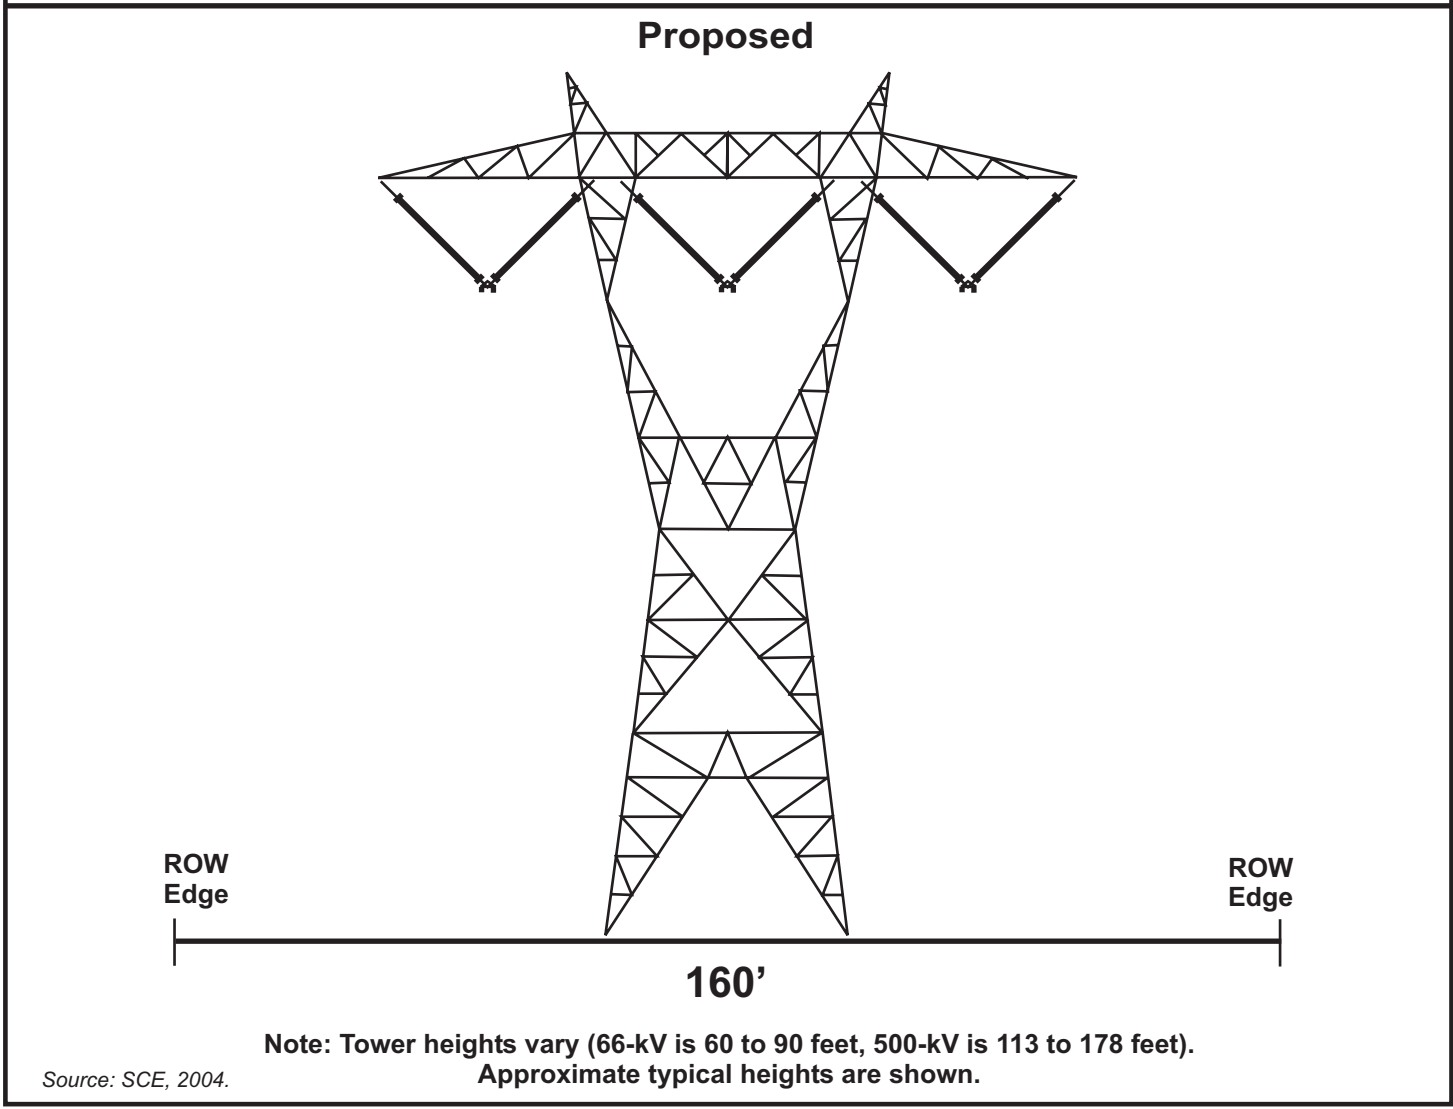 Proposed
ROW
Edge
ROW
Edge
160’
Note: Tower heights vary (66-kV is 60 to 90 feet, 500-kV is 113 to 178 feet).
Approximate typical heights are shown.
Source: SCE, 2004.